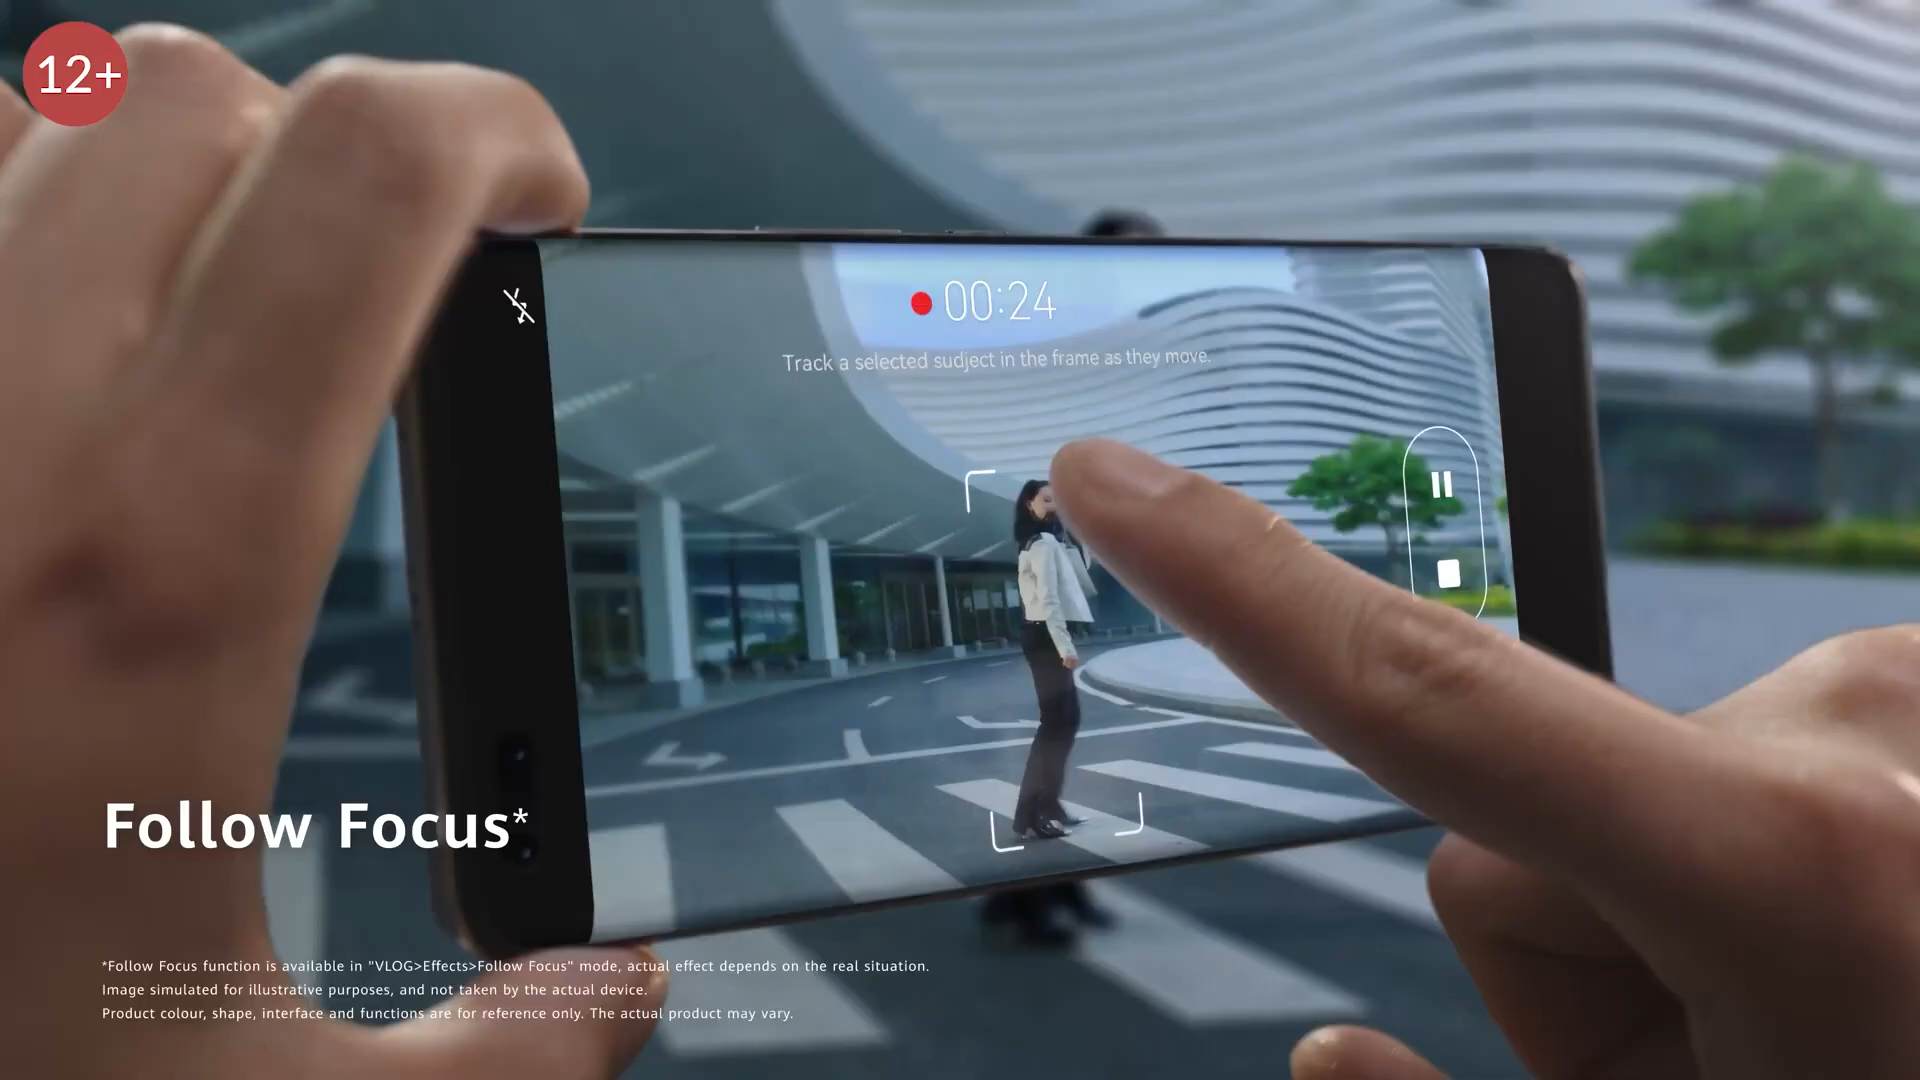 12+
00:24
Track a selected sudject in the frame as they move.
Follow Focus*
*Follow Focus function is available in "VLOG>Effects>Follow Focus" mode, actual effect depends on the real situation.
Image simulated for illustrative purposes, and not taken by the actual device.
Product colour, shape, interface and functions are for reference only. The actual product may vary.